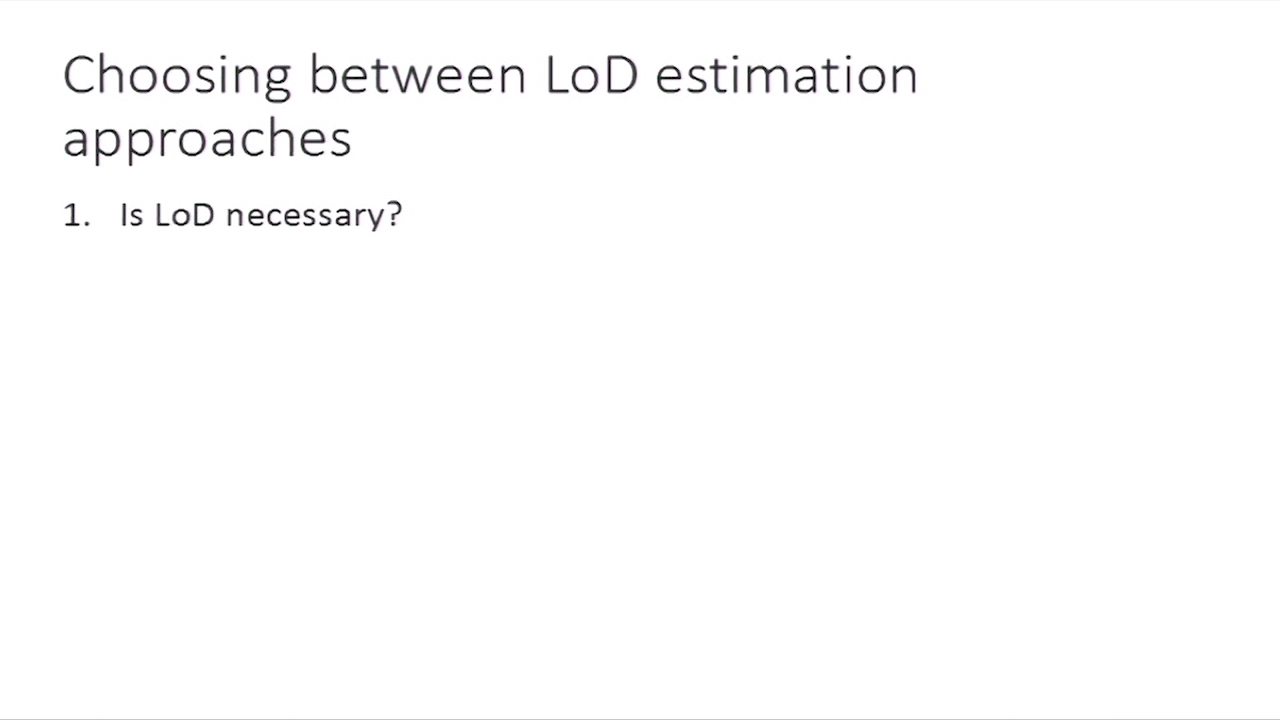 Choosing between LoD estimation
approaches
1. Is LoD necessary?